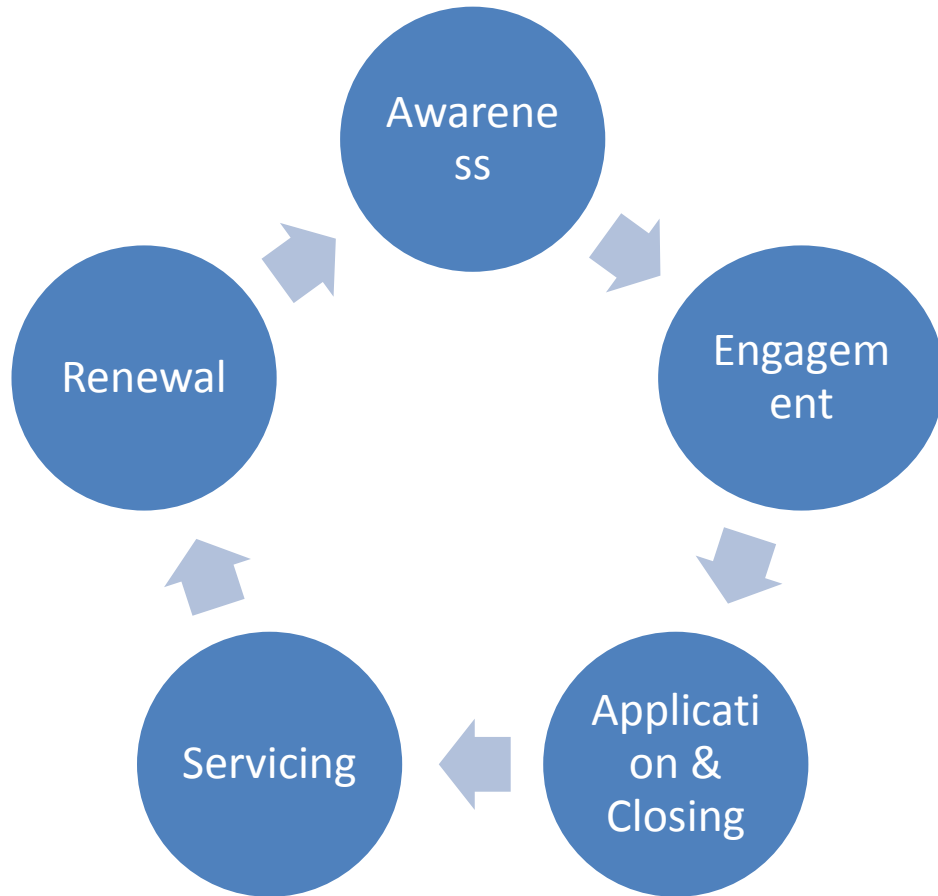 Awarene
ss
Engagem
ent
Applicati
on &
Closing
Servicing
Renewal